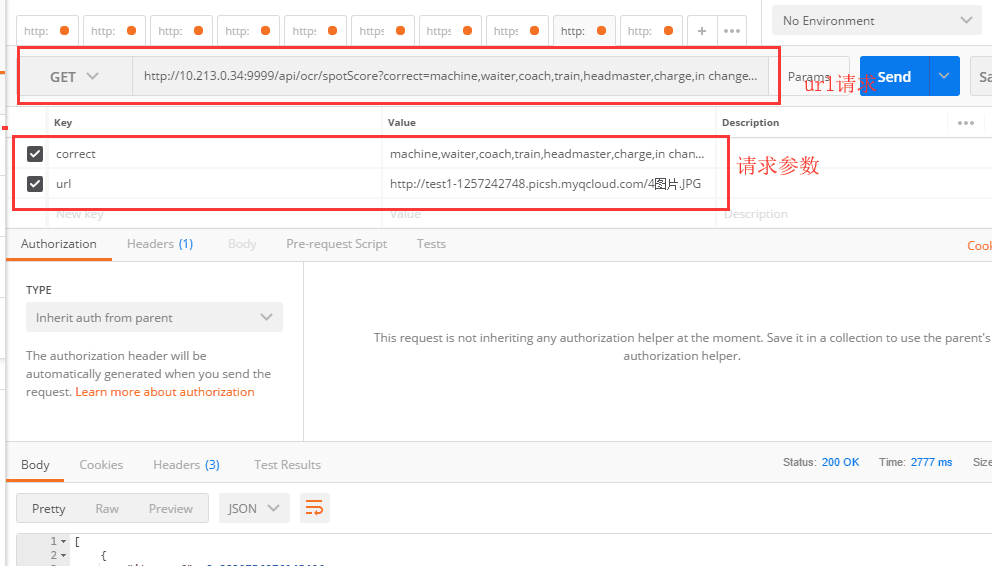 http: http: http: http: https https https https http: http: + ••• No Environment
GET http://10.213.0.34:9999/api/ocr/spotScore?correct=machine,waiter,coach,train,headmaster,charge,in change... Params Send Sa
url请求
Key Value Description •••
correct machine,waiter,coach,train,headmaster,charge,in chan...
请求参数
url http://test1-1257242748.picsh.myqcloud.com/4图片.JPG
New key Value Description
Authorization Headers (1) Body Pre-request Script Tests Cook
TYPE
Inherit auth from parent
The authorization header will be
automatically generated when you send the
request. Learn more about authorization
This request is not inheriting any authorization helper at the moment. Save it in a collection to use the parent's
authorization helper.
Body Cookies Headers (3) Test Results Status: 200 OK Time: 2777 ms Size
Pretty Raw Preview JSON
1 [
2 {